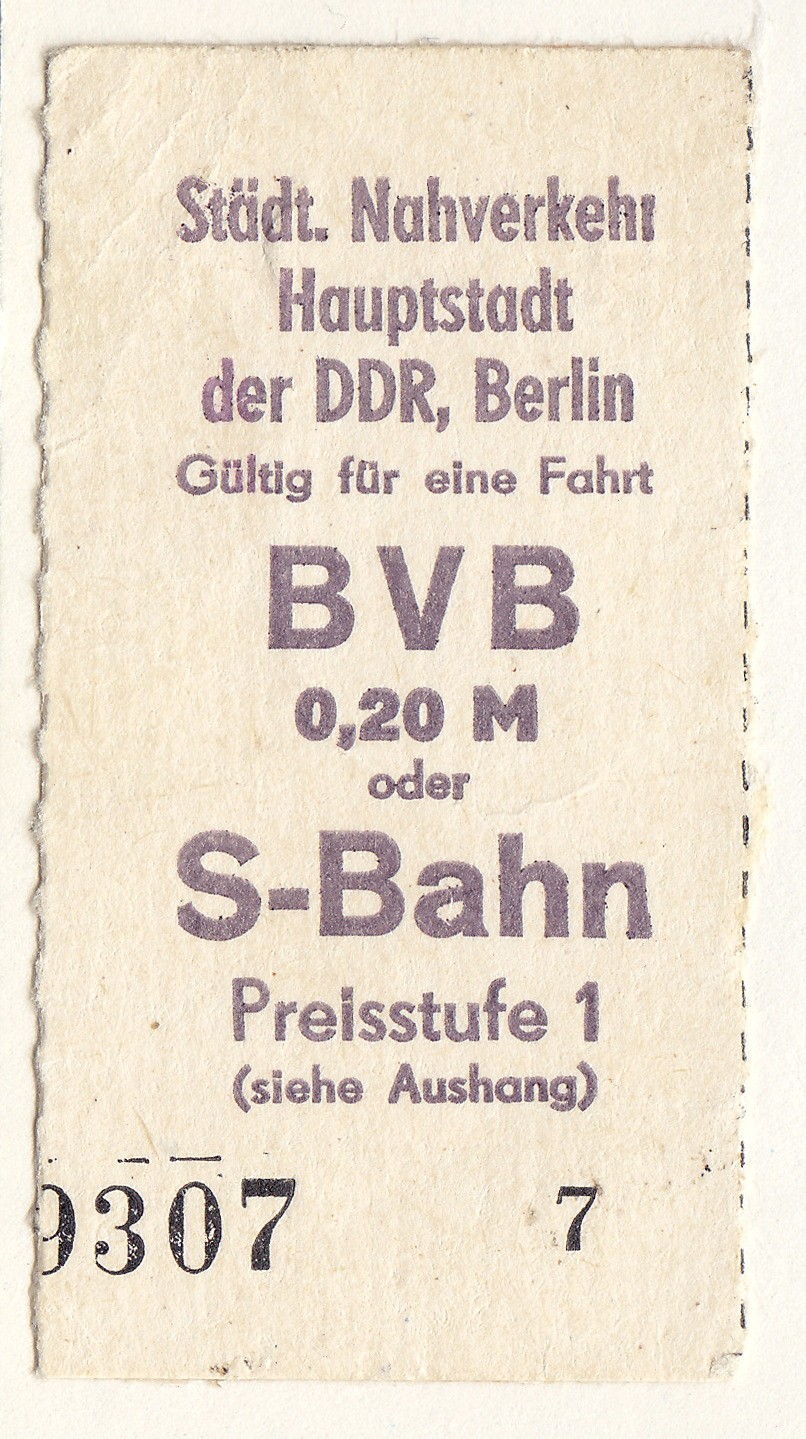 Städt. Nahverkehr
Hauptstadt
der DDR, Berlin
Gültig für eine Fahrt
BVB
0,20 M
oder
S-Bahn
Preisstufe 1
(siehe Aushang)
9307 7